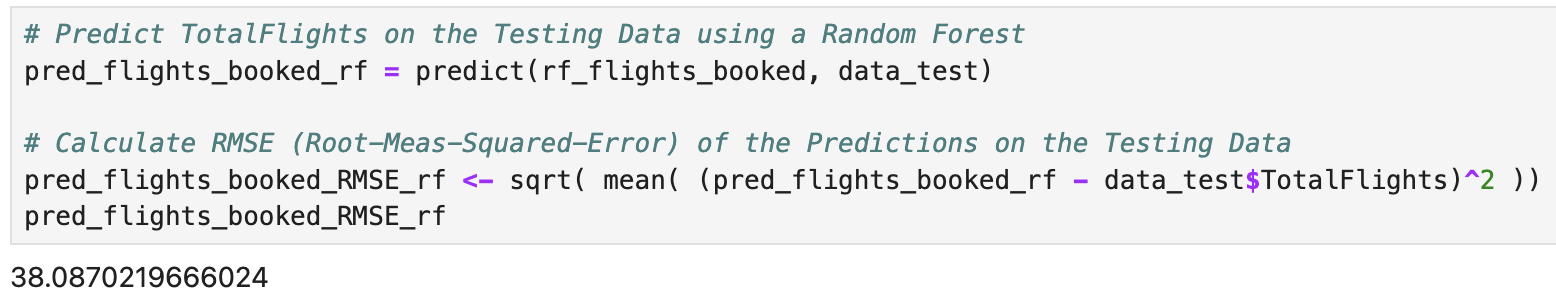 # Predict TotalFlights on the Testing Data using a Random Forest
pred_flights_booked_rf = predict(rf_flights_booked, data_test)
# Calculate RMSE (Root-Meas-Squared-Error) of the Predictions on the Testing Data
pred_flights_booked_RMSE_rf <- sqrt( mean( (pred_flights_booked_rf - data_test$TotalFlights)^2 ))
pred_flights_booked_RMSE_rf
38.0870219666024